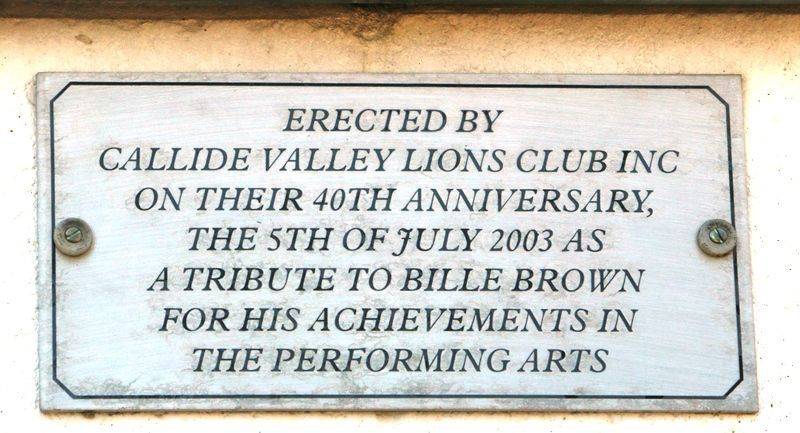 ERECTED BY
CALLIDE VALLEY LIONS CLUB INC
ON THEIR 40TH ANNIVERSARY,
THE 5TH OF JULY 2003 AS
A TRIBUTE TO BILLE BROWN
FOR HIS ACHIEVEMENTS IN
THE PERFORMING ARTS